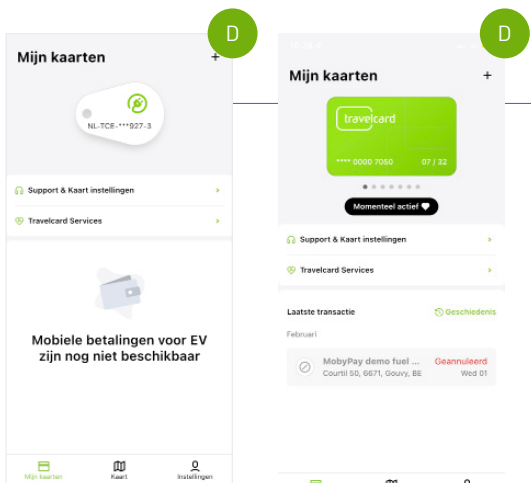 D
Mijn kaarten
+
NL-TCE-***927-3
Support & Kaart instellingen
Travelcard Services
Mobiele betalingen voor EV
zijn nog niet beschikbaar
Mijn kaarten
Kaart
Instellingen
D
Mijn kaarten
+
travelcard
**** 0000 7050
07 / 32
Momenteel actief
Support & Kaart instellingen
Travelcard Services
Laatste transactie
Geschiedenis
Februari
MobyPay demo fuel ...
Geannuleerd
Courtil 50, 6671, Gouvy, BE
Wed 01